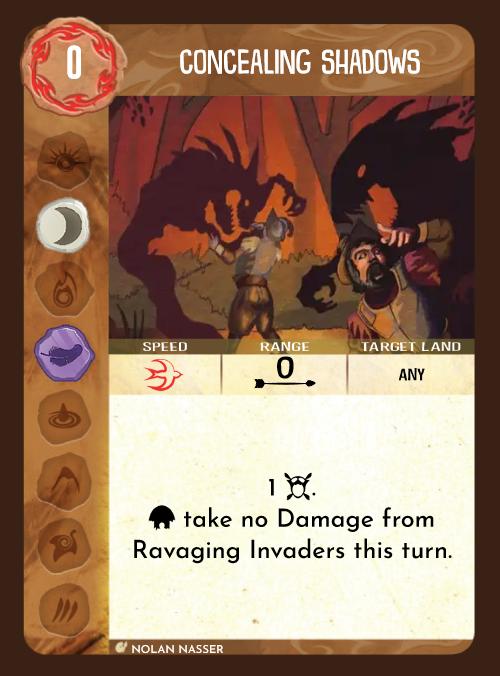 0
CONCEALING SHADOWS
SPEED RANGE TARGET LAND
0 ANY
1 .
take no Damage from
Ravaging Invaders this turn.
NOLAN NASSER